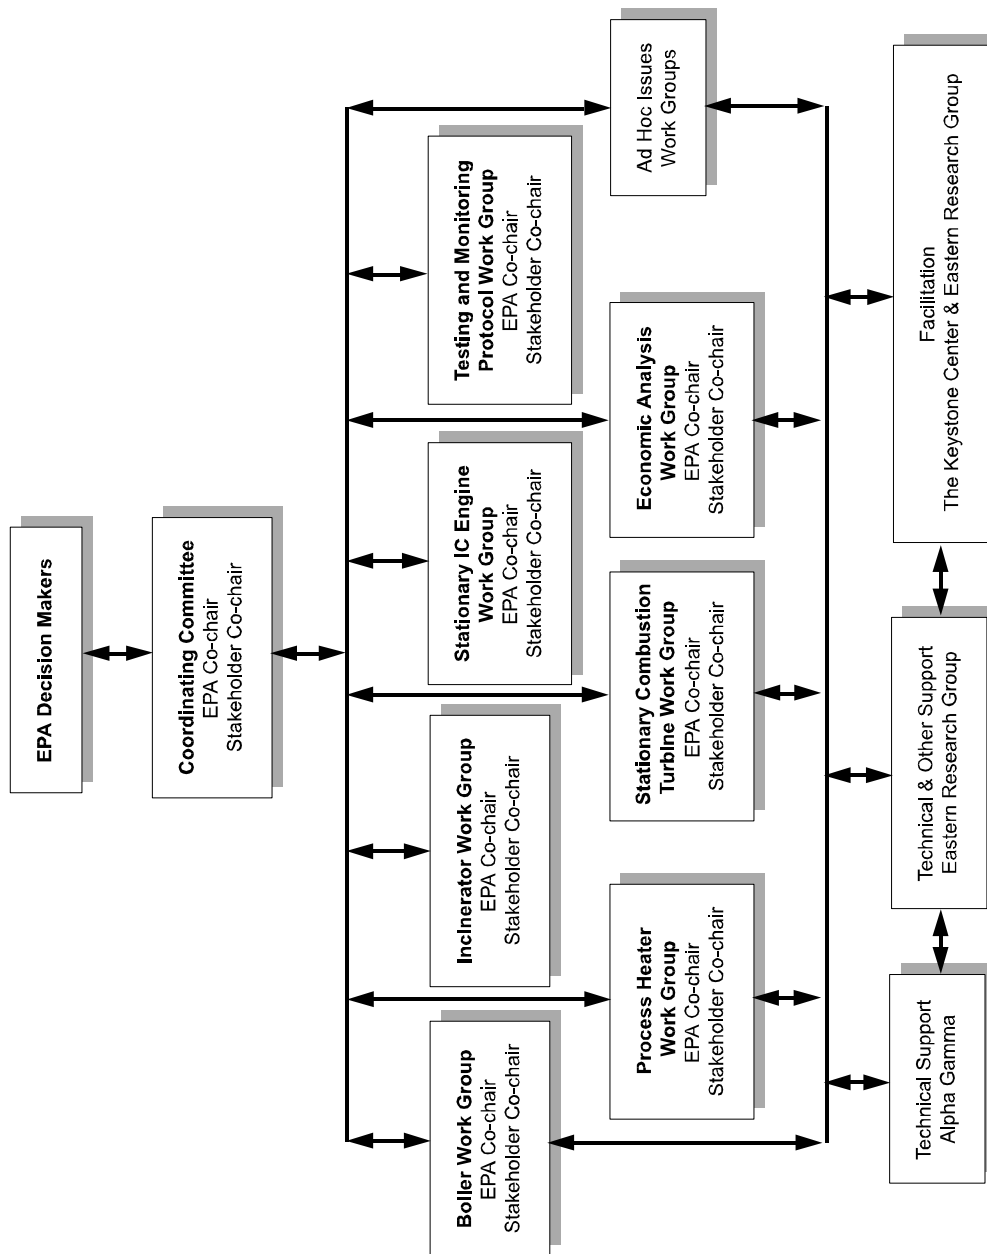 EPA Decision Makers
Coordinating Committee
EPA Co-chair
Stakeholder Co-chair
Boller Work Group
EPA Co-chair
Stakeholder Co-chair
Inclnerator Work Group
EPA Co-chair
Stakeholder Co-chair
Stationary IC Engine
Work Group
EPA Co-chair
Stakeholder Co-chair
Testing and Monitoring
Protocol Work Group
EPA Co-chair
Stakeholder Co-chair
Process Heater
Work Group
EPA Co-chair
Stakeholder Co-chair
Stationary Combustion
Turblne Work Group
EPA Co-chair
Stakeholder Co-chair
Economic Analysis
Work Group
EPA Co-chair
Stakeholder Co-chair
Ad Hoc Issues
Work Groups
Technical Support
Alpha Gamma
Technical & Other Support
Eastern Research Group
Facilitation
The Keystone Center & Eastern Research Group